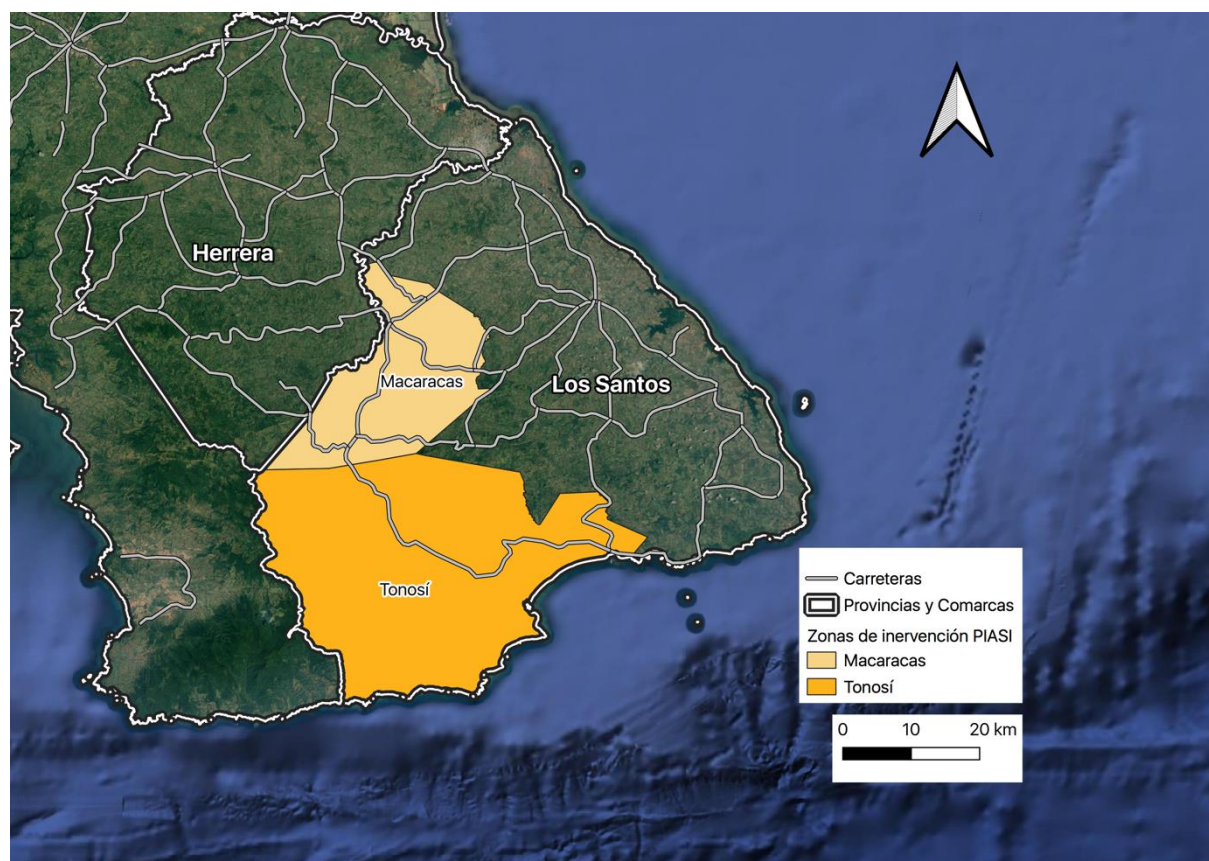 Herrera
Macaracas
Los Santos
Tonosí
Carreteras
Provincias y Comarcas
Zonas de inervención PIASI
Macaracas
Tonosí
0 10 20 km